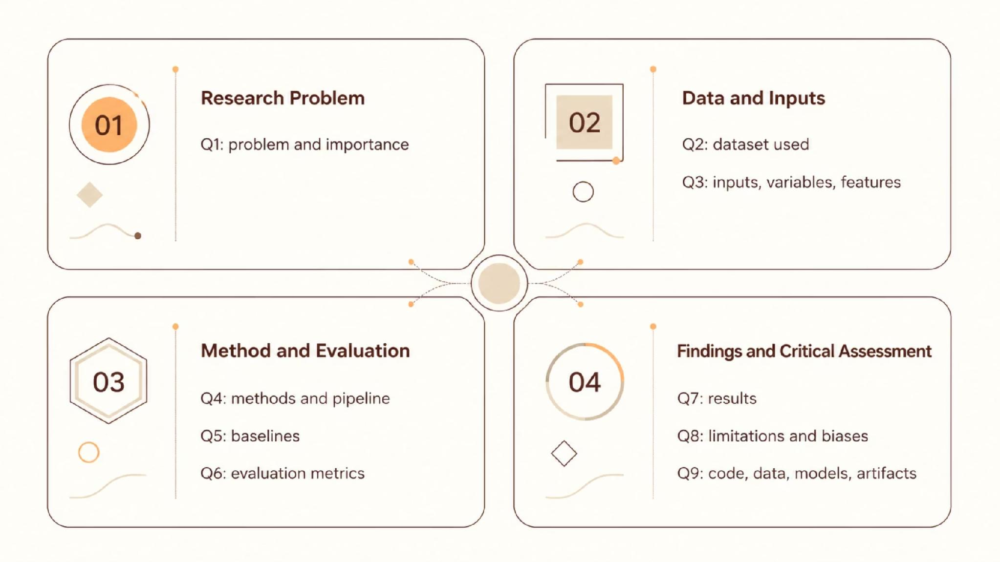 01
Research Problem
Q1: problem and importance
02
Data and Inputs
Q2: dataset used
Q3: inputs, variables, features
03
Method and Evaluation
Q4: methods and pipeline
Q5: baselines
Q6: evaluation metrics
04
Findings and Critical Assessment
Q7: results
Q8: limitations and biases
Q9: code, data, models, artifacts